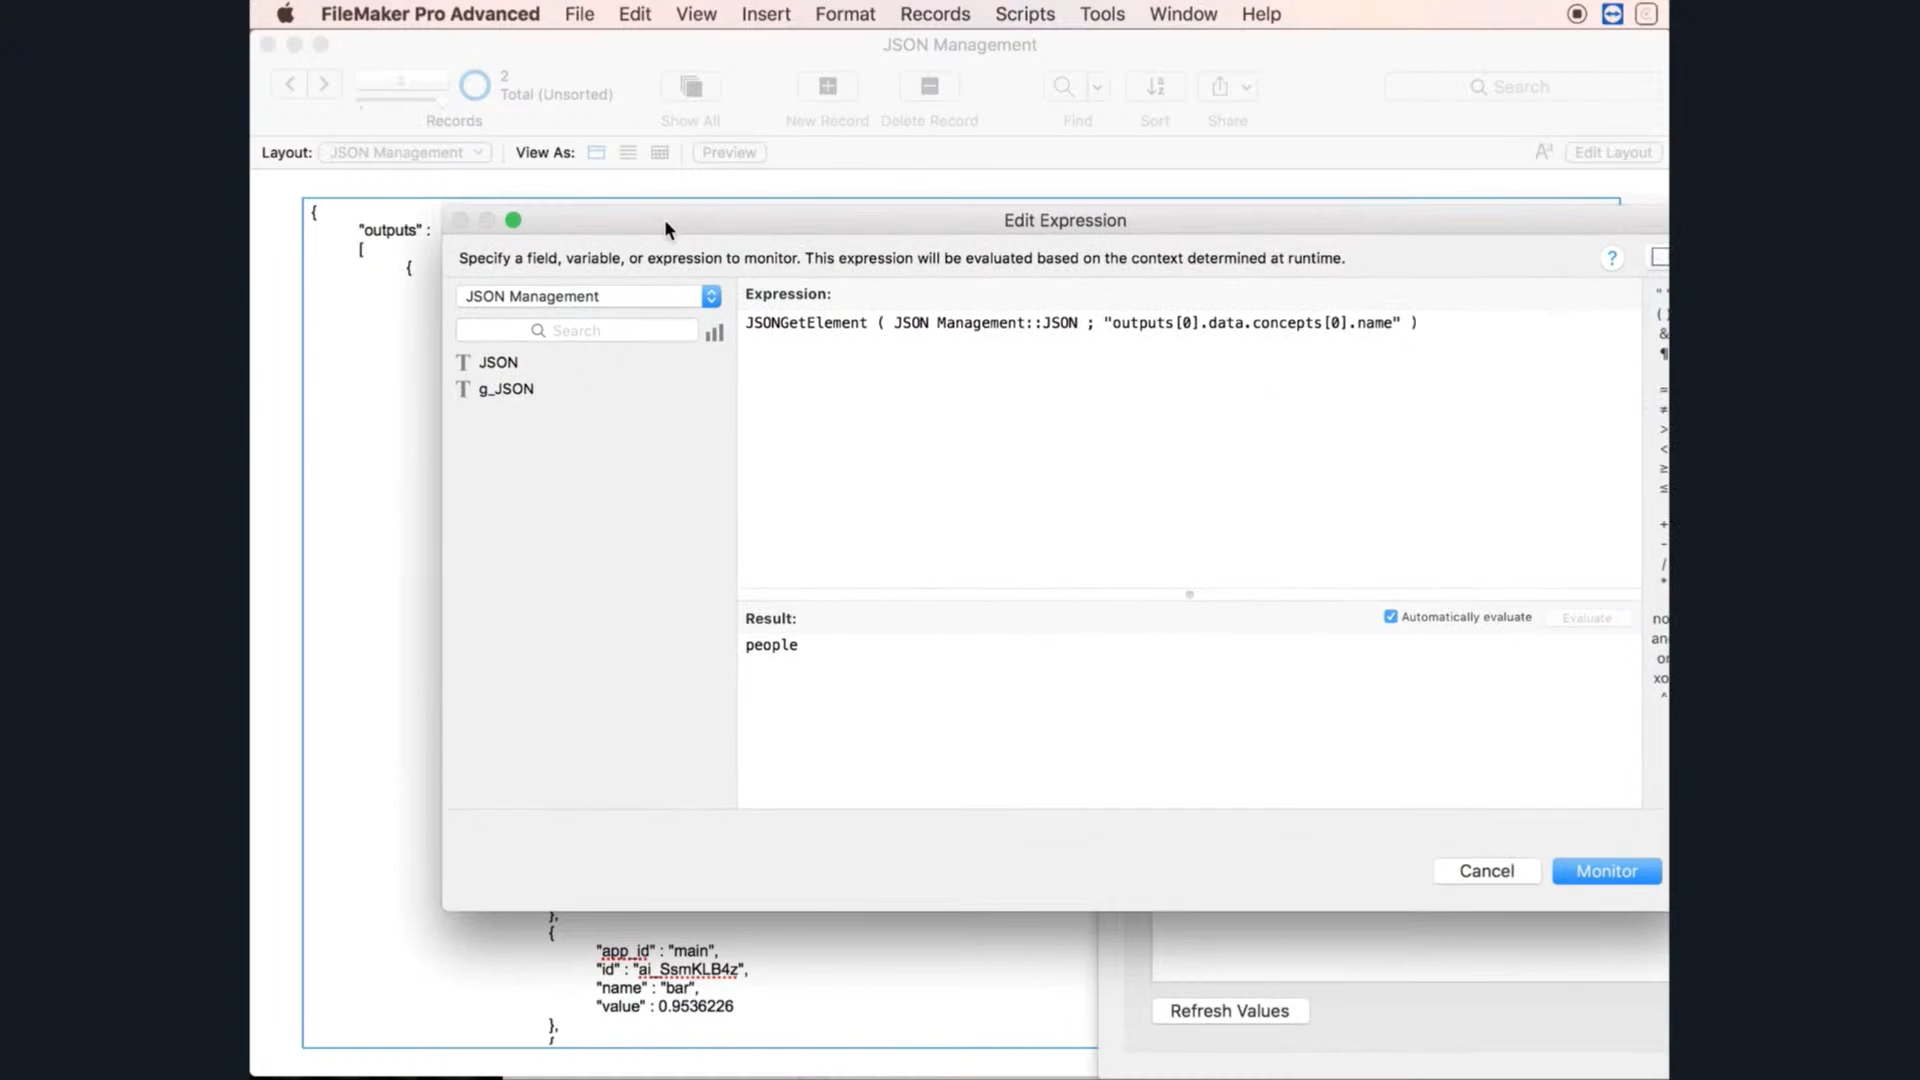 FileMaker Pro Advanced File Edit View Insert Format Records Scripts Tools Window Help
JSON Management
2
Total (Unsorted)
Records Show All New Record Delete Record Find Sort Share
Search
Layout: JSON Management View As: Preview Edit Layout
{
"outputs" :
[
{
Edit Expression
Specify a field, variable, or expression to monitor. This expression will be evaluated based on the context determined at runtime.
?
JSON Management
Search
T JSON
T g_JSON
Expression:
JSONGetElement ( JSON Management::JSON ; "outputs[0].data.concepts[0].name" )
&
¶
=
≠
>
<
≥
≤
+
-
/
*
no
an
o
xo
^
Result:
Automatically evaluate Evaluate
people
Cancel Monitor
},
{
"app_id" : "main",
"id" : "ai_SsmKLB4z",
"name" : "bar",
"value" : 0.9536226
},
Refresh Values